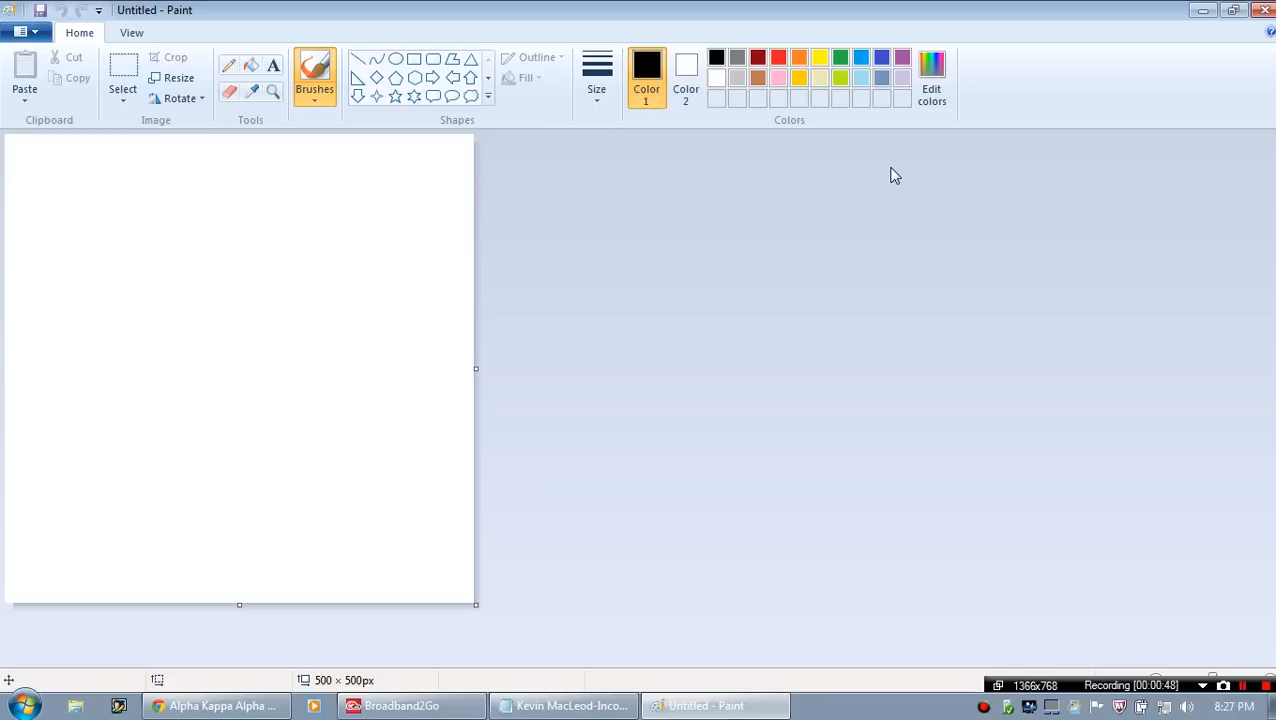 Untitled - Paint
Home View
Paste
Cut
Copy
Clipboard
Select
Crop
Resize
Rotate
Image
A
Tools
Brushes
Outline
Fill
Shapes
Size
Color 1
Color 2
Edit colors
Colors
500 × 500px
1366x768 Recording [00:00:48]
Alpha Kappa Alpha ...
Broadband2Go
Kevin MacLeod-Inco...
Untitled - Paint
8:27 PM